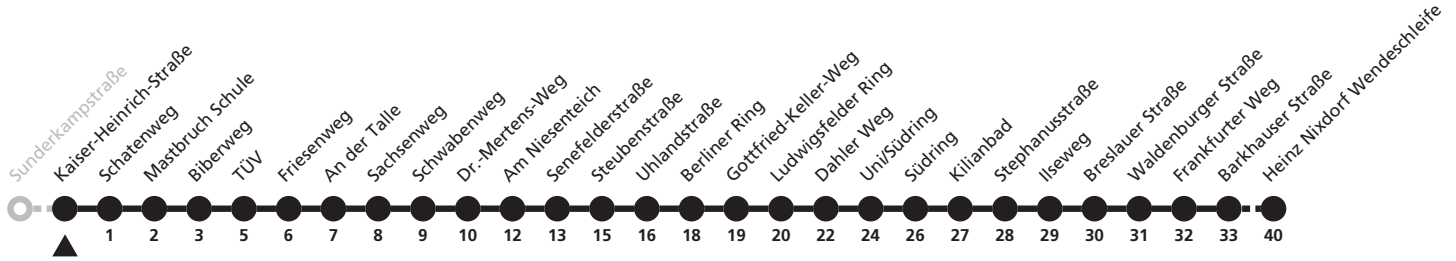 Sunderkampstraße
Kaiser-Heinrich-Straße
Schatenweg
Mastbruch Schule
Biberweg
TÜV
Friesenweg
An der Talle
Sachsenweg
Schwabenweg
Dr.-Mertens-Weg
Am Niesenteich
Senefelderstraße
Steubenstraße
Uhlandstraße
Berliner Ring
Gottfried-Keller-Weg
Ludwigsfelder Ring
Dahler Weg
Uni/Südring
Südring
Kilianbad
Stephanusstraße
Ilseweg
Breslauer Straße
Waldenburger Straße
Frankfurter Weg
Barkhauser Straße
Heinz Nixdorf Wendeschleife
1 2 3 5 6 7 8 9 10 12 13 15 16 18 19 20 22 24 26 27 28 29 30 31 32 33 40